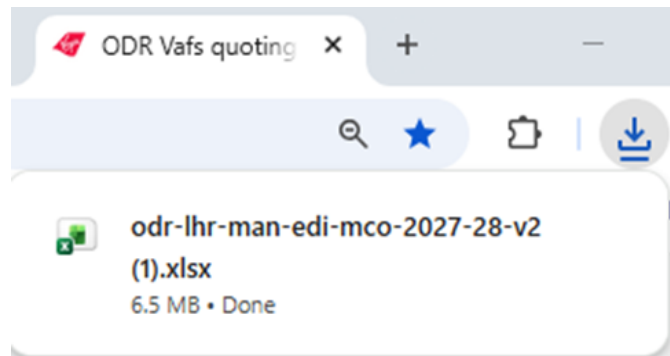 ODR Vafs quoting
odr-lhr-man-edi-mco-2027-28-v2
(1).xlsx
6.5 MB • Done